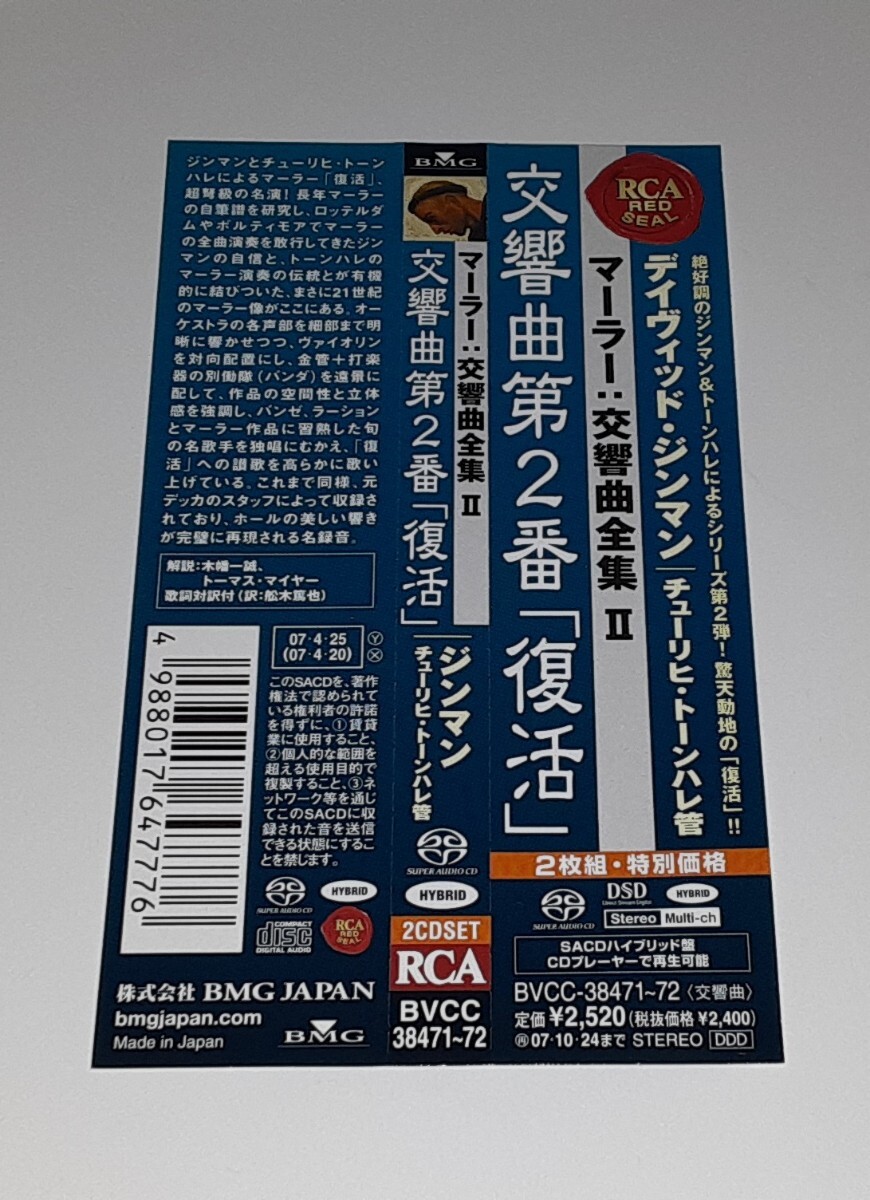 ジンマンとチューリヒ・トーン
ハレによるマーラー「復活」、
超弩級の名演!長年マーラー
の自筆譜を研究し、ロッテルダ
ムやボルティモアでマーラー
の全曲演奏を敢行してきたジン
マンの自信と、トーンハレの
マーラー演奏の伝統とが有機
的に結びついた、まさに21世紀
のマーラー像がここにある。オー
ケストラの各声部を細部まで明
晰に響かせつつ、ヴァイオリン
を対向配置にし、金管+打楽
器の別働隊(バンダ)を遠景に
配して、作品の空間性と立体
感を強調し、バンゼ、ラーション
とマーラー作品に習熟した旬
の名歌手を独唱にむかえ、「復
活」への讃歌を高らかに歌い
上げている。これまで同様、元
デッカのスタッフによって収録さ
れており、ホールの美しい響き
が完璧に再現される名録音。
解説:木幡一誠、
トーマス・マイヤー
歌詞対訳付(訳:舩木篤也)
4988017647776
07・4・25 Ⓨ
(07・4・20) Ⓧ
このSACDを、著作
権法で認められて
いる権利者の許諾
を得ずに、①賃貸
業に使用すること、
②個人的な範囲を
超える使用目的で
複製すること、③ネ
ットワーク等を通じ
てこのSACDに収
録された音を送信
できる状態にするこ
とを禁じます。
SUPER AUDIO CD
HYBRID
COMPACT
disc
DIGITAL AUDIO
RCA
RED
SEAL
株式会社 BMG JAPAN
bmgjapan.com
Made in Japan
BMG
BMG
マーラー:交響曲全集 Ⅱ
交響曲第2番「復活」
ジンマン
チューリヒ・トーンハレ管
SUPER AUDIO CD
HYBRID
2CDSET
RCA
BVCC
38471~72
RCA
RED
SEAL
絶好調のジンマン&トーンハレによるシリーズ第2弾!驚天動地の「復活」!!
デイヴィッド・ジンマン|チューリヒ・トーンハレ管
マーラー:交響曲全集 Ⅱ
交響曲第2番「復活」
2枚組・特別価格
SUPER AUDIO CD
DSD
Direct Stream Digital
HYBRID
Stereo Multi-ch
SACDハイブリッド盤
CDプレーヤーで再生可能
BVCC-38471~72〈交響曲〉
定価¥2,520(税抜価格¥2,400)
㋾07・10・24まで STEREO DDD